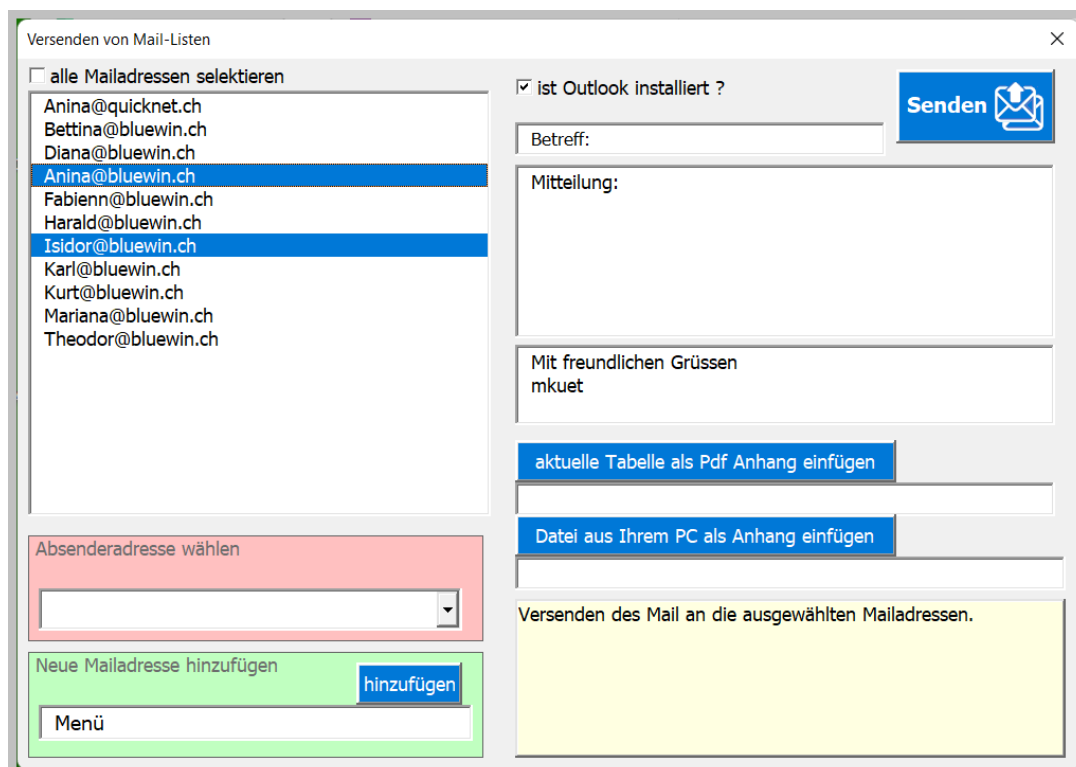 Versenden von Mail-Listen
alle Mailadressen selektieren
Anina@quicknet.ch
Bettina@bluewin.ch
Diana@bluewin.ch
Anina@bluewin.ch
Fabienn@bluewin.ch
Harald@bluewin.ch
Isidor@bluewin.ch
Karl@bluewin.ch
Kurt@bluewin.ch
Mariana@bluewin.ch
Theodor@bluewin.ch
Absenderadresse wählen
Neue Mailadresse hinzufügen
hinzufügen
Menü
ist Outlook installiert ?
Senden
Betreff:
Mitteilung:
Mit freundlichen Grüssen
mkuet
aktuelle Tabelle als Pdf Anhang einfügen
Datei aus Ihrem PC als Anhang einfügen
Versenden des Mail an die ausgewählten Mailadressen.